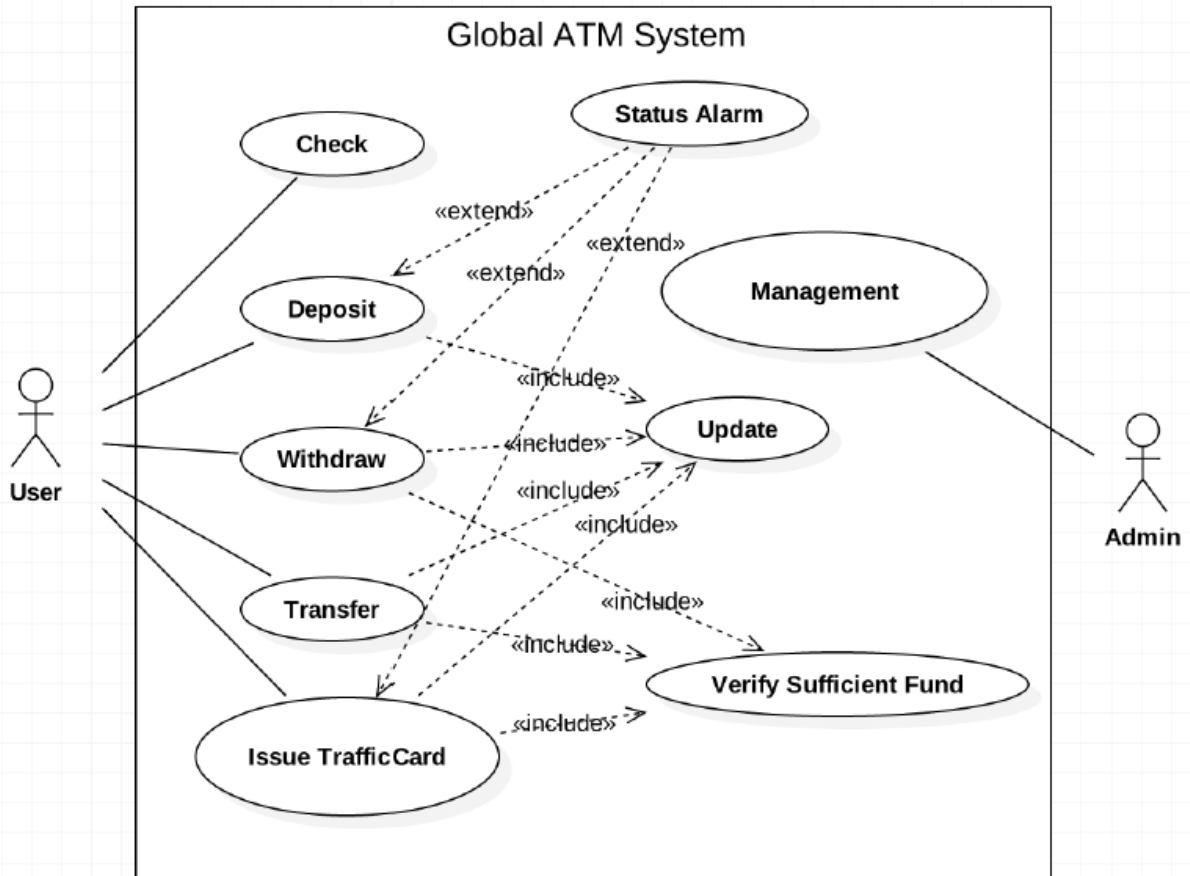 Global ATM System
Status Alarm
Check
«extend»
«extend»
«extend»
Management
Deposit
«include»
Update
Withdraw
«include»
User
«include»
«include»
Admin
Transfer
«include»
«include»
Verify Sufficient Fund
«include»
Issue TrafficCard